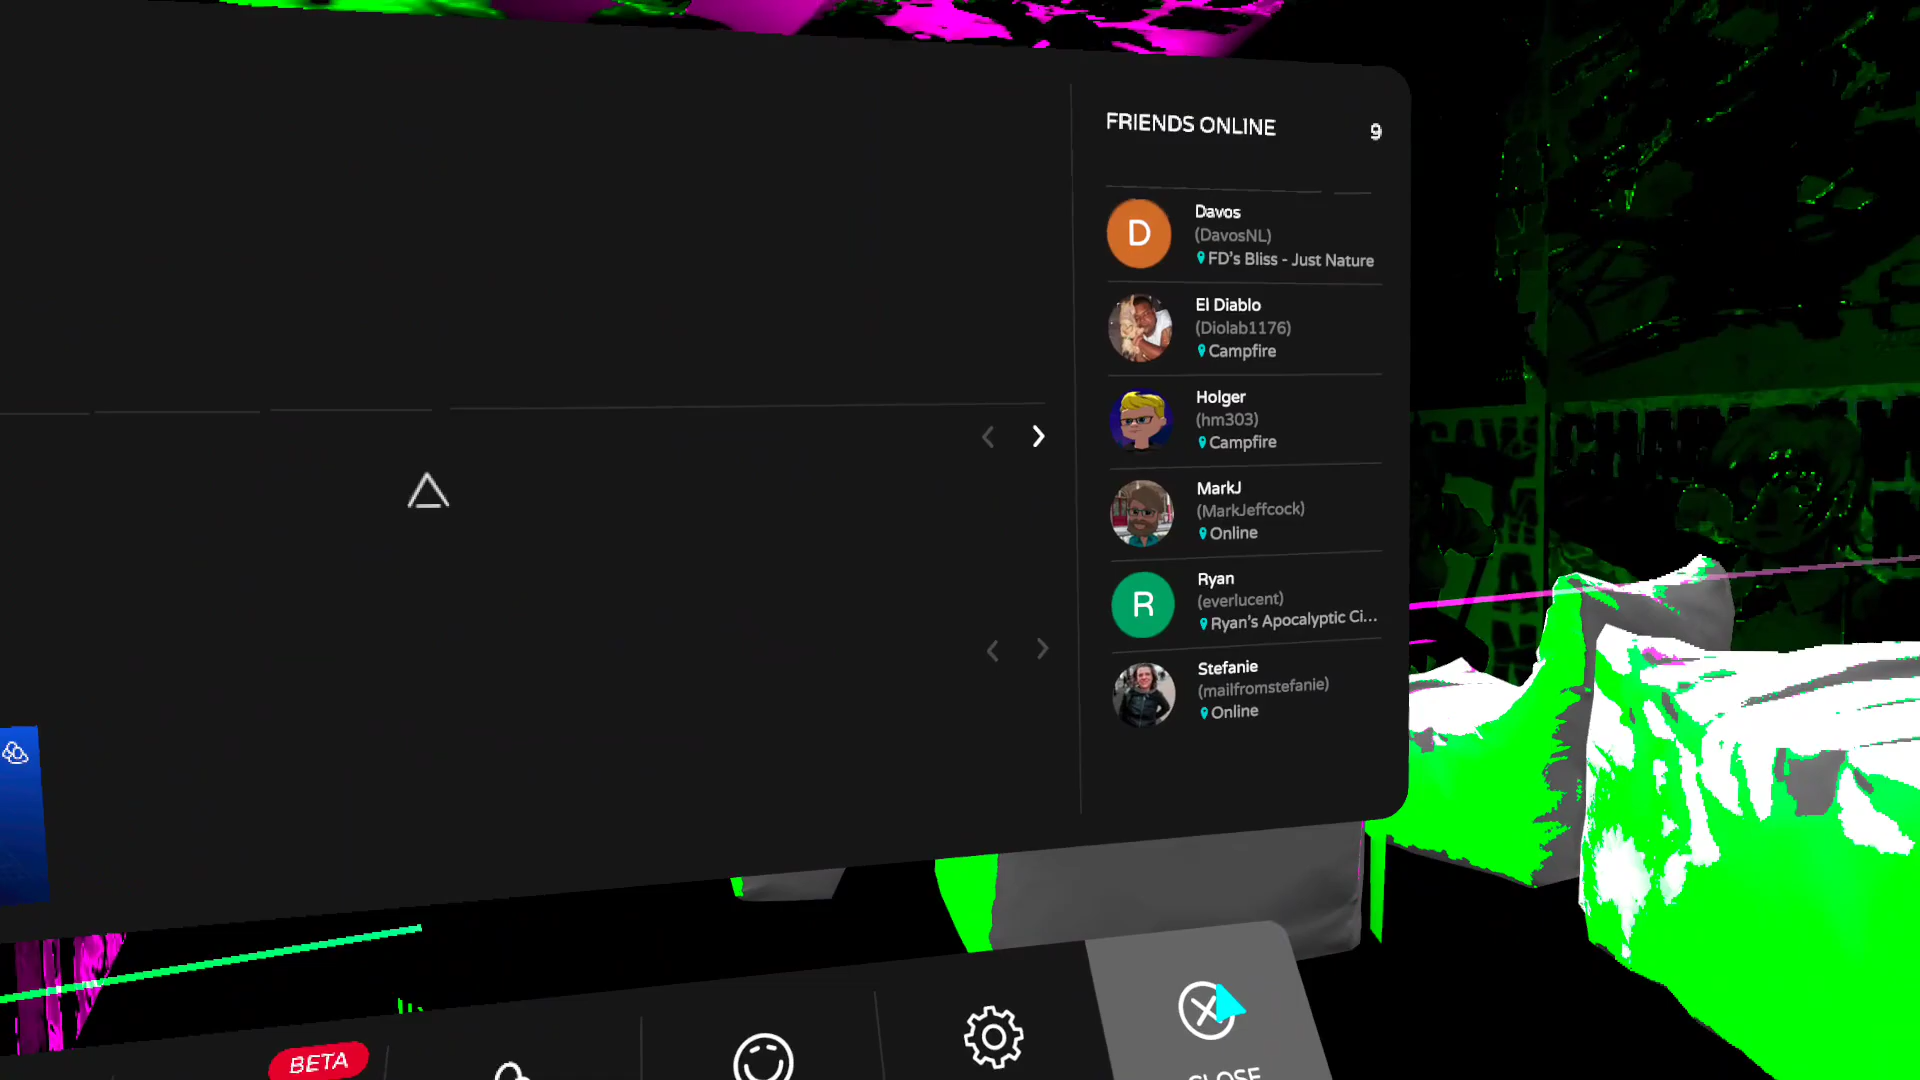 FRIENDS ONLINE
9
D
Davos
(DavosNL)
FD's Bliss - Just Nature
El Diablo
(Diolab1176)
Campfire
Holger
(hm303)
Campfire
MarkJ
(MarkJeffcock)
Online
R
Ryan
(everlucent)
Ryan's Apocalyptic Ci...
Stefanie
(mailfromstefanie)
Online
BETA
CLOSE